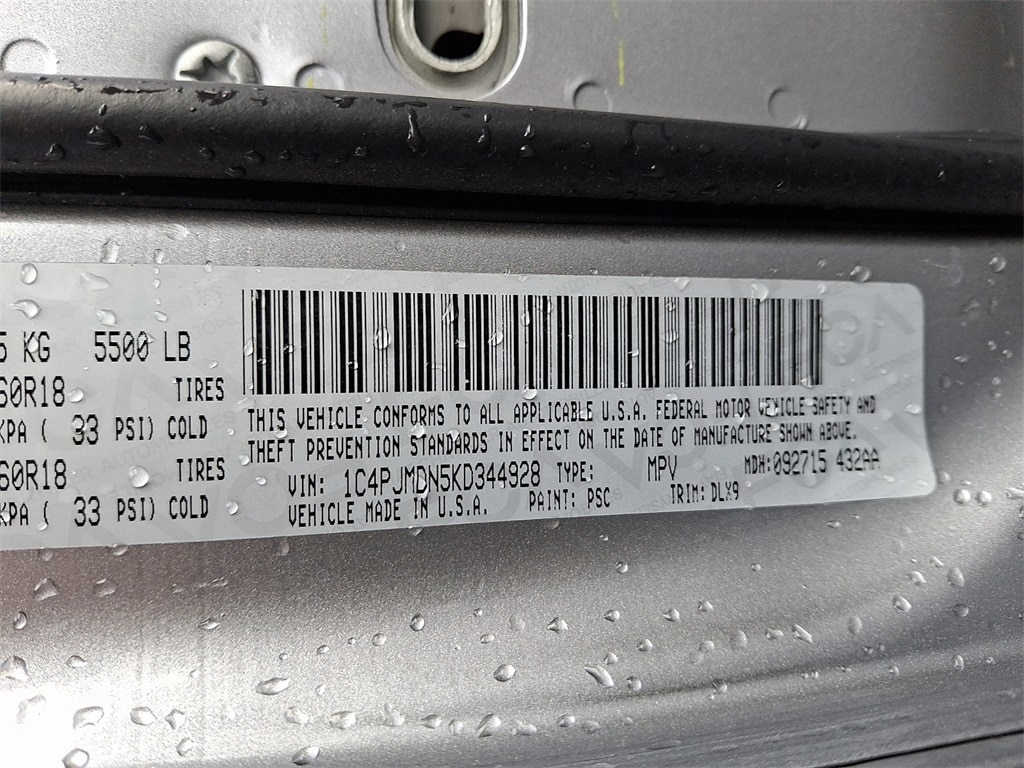 5 KG 5500 LB
60R18 TIRES
KPA ( 33 PSI) COLD
60R18 TIRES
KPA ( 33 PSI) COLD
THIS VEHICLE CONFORMS TO ALL APPLICABLE U.S.A. FEDERAL MOTOR VEHICLE SAFETY AND
THEFT PREVENTION STANDARDS IN EFFECT ON THE DATE OF MANUFACTURE SHOWN ABOVE.
VIN: 1C4PJMDN5KD344928 TYPE: MPV MDH:092715 432AA
VEHICLE MADE IN U.S.A. PAINT: PSC TRIM: DLX9